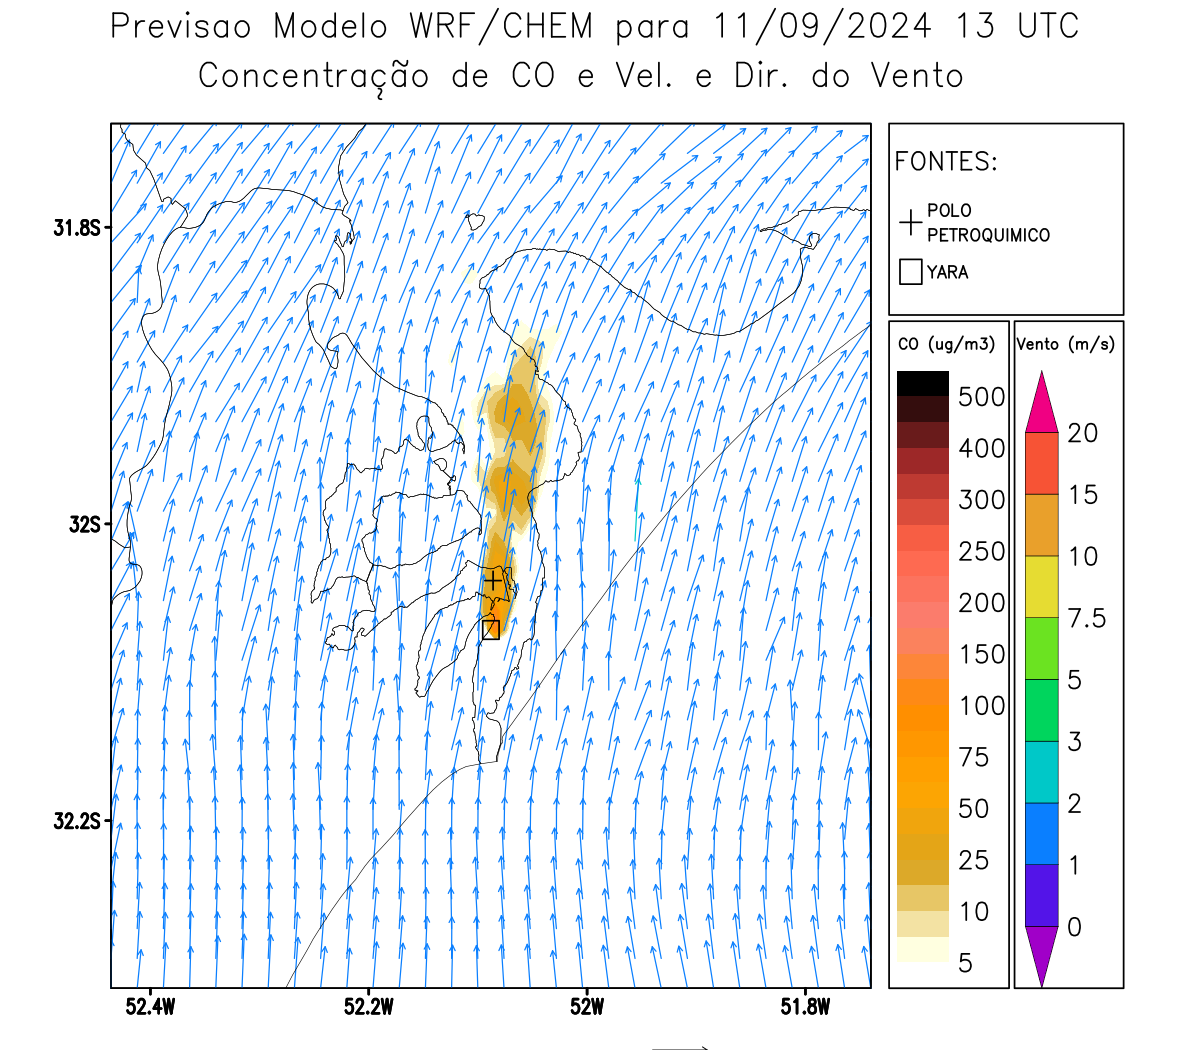 Previsao Modelo WRF/CHEM para 11/09/2024 13 UTC
Concentração de CO e Vel. e Dir. do Vento
FONTES:
POLO
PETROQUIMICO
YARA
CO (ug/m3)
500
400
300
250
200
150
100
75
50
25
10
5
Vento (m/s)
20
15
10
7.5
5
3
2
1
0
31.8S
32S
32.2S
52.4W
52.2W
52W
51.8W